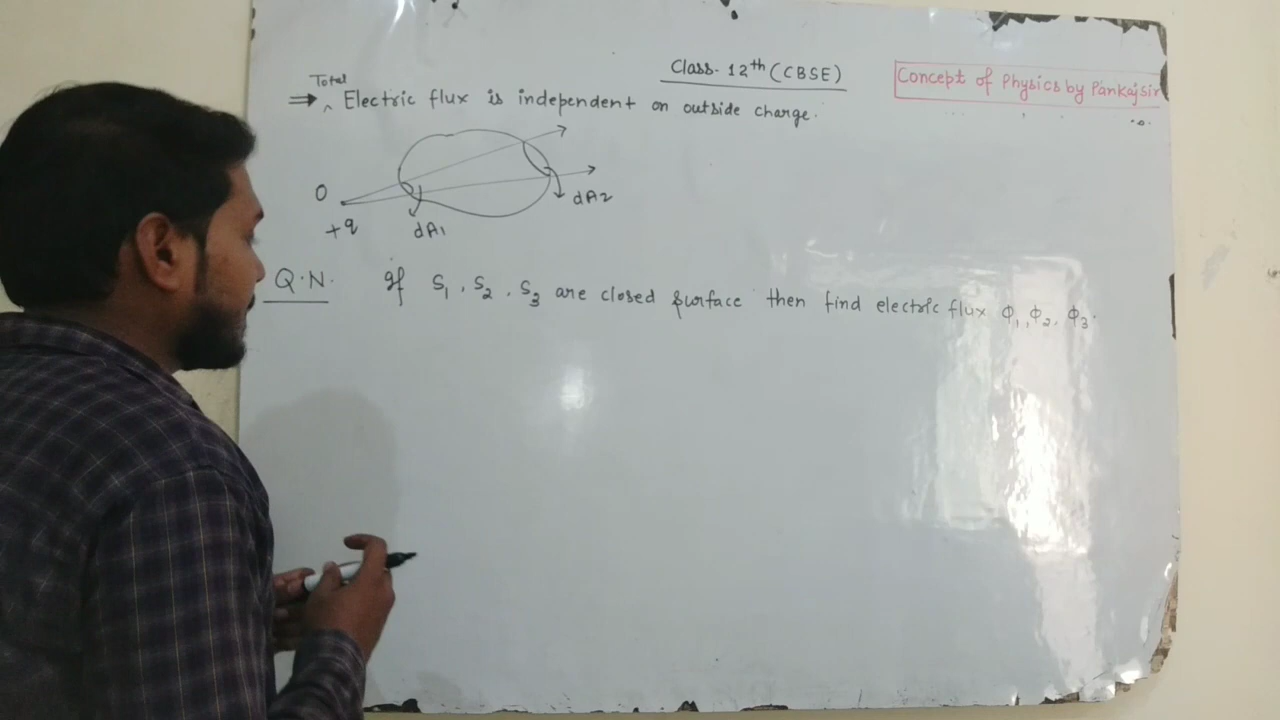 Class. 12th (CBSE)
Concept of Physics by Pankaj sir
Total
⇒ ^ Electric flux is independent on outside charge.
O
+q
dA1
dA2
Q.N. If S1, S2, S3 are closed surface then find electric flux Φ1, Φ2, Φ3.